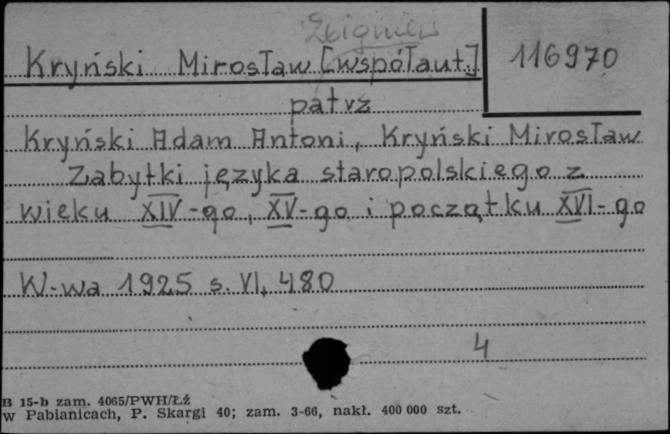 Zbigniew
Kryński Mirosław [współaut.] 116970
patrz
Kryński Adam Antoni, Kryński Mirosław
Zabytki języka staropolskiego z
wieku XIV-go, XV-go i początku XVI-go
W-wa 1925 s. VI, 480
4
B 15-b zam. 4065/PWH/Łż
w Pabianicach, P. Skargi 40; zam. 3-66, nakł. 400 000 szt.